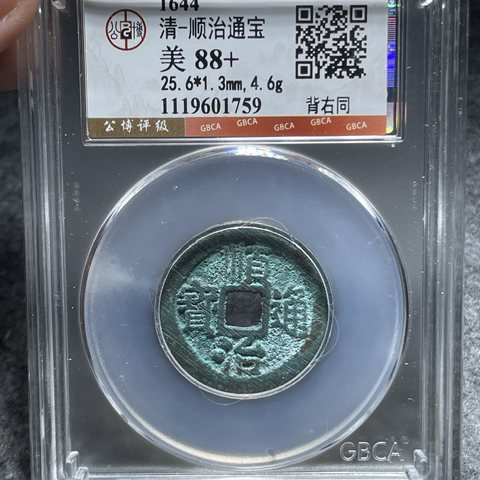 1644
清-顺治通宝
美 88+
25.6*1.3mm,4.6g
1119601759
背右同
公博评级
GBCA GBCA GBCA GBCA GBCA
順
寶 通
治
GBCA